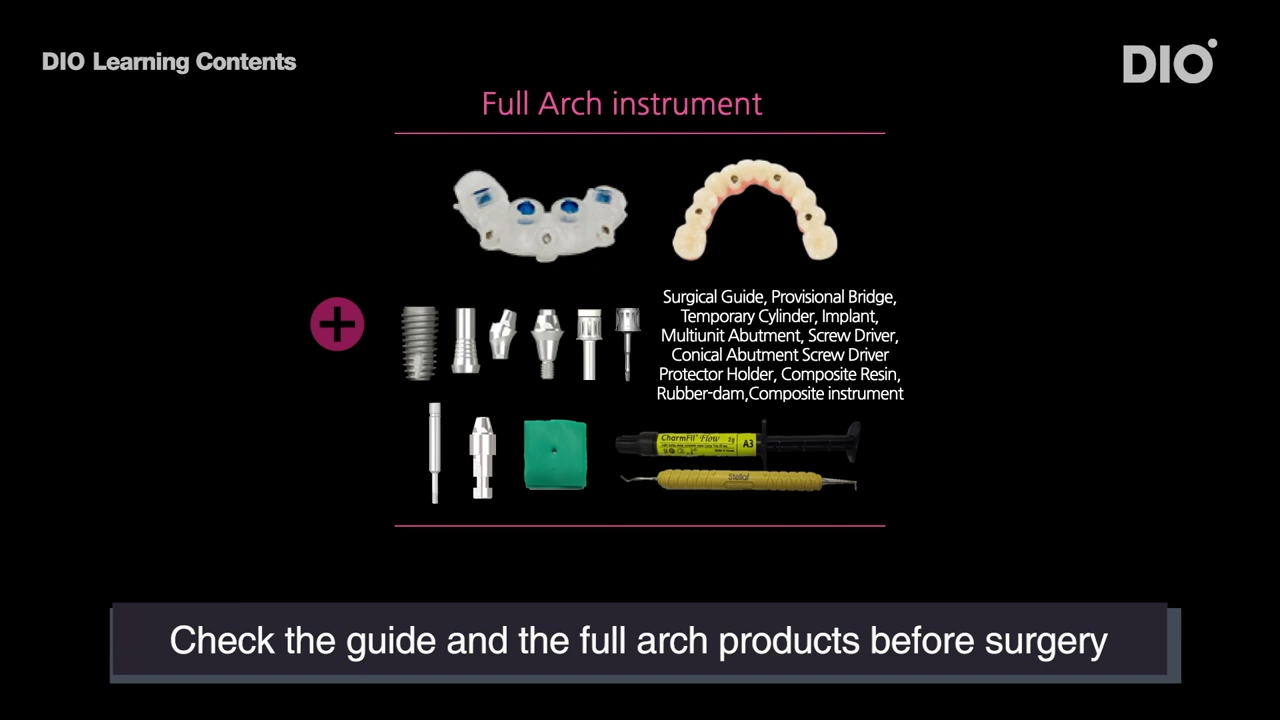 DIO Learning Contents
DIO
Full Arch instrument
Surgical Guide, Provisional Bridge,
Temporary Cylinder, Implant,
Multiunit Abutment, Screw Driver,
Conical Abutment Screw Driver
Protector Holder, Composite Resin,
Rubber-dam,Composite instrument
CharmFil Flow 2g
A3
Stella
Check the guide and the full arch products before surgery